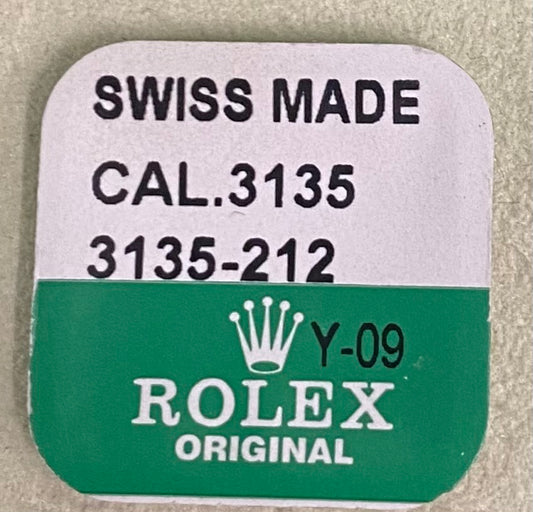 SWISS MADE
CAL.3135
3135-212
Y-09
ROLEX
ORIGINAL